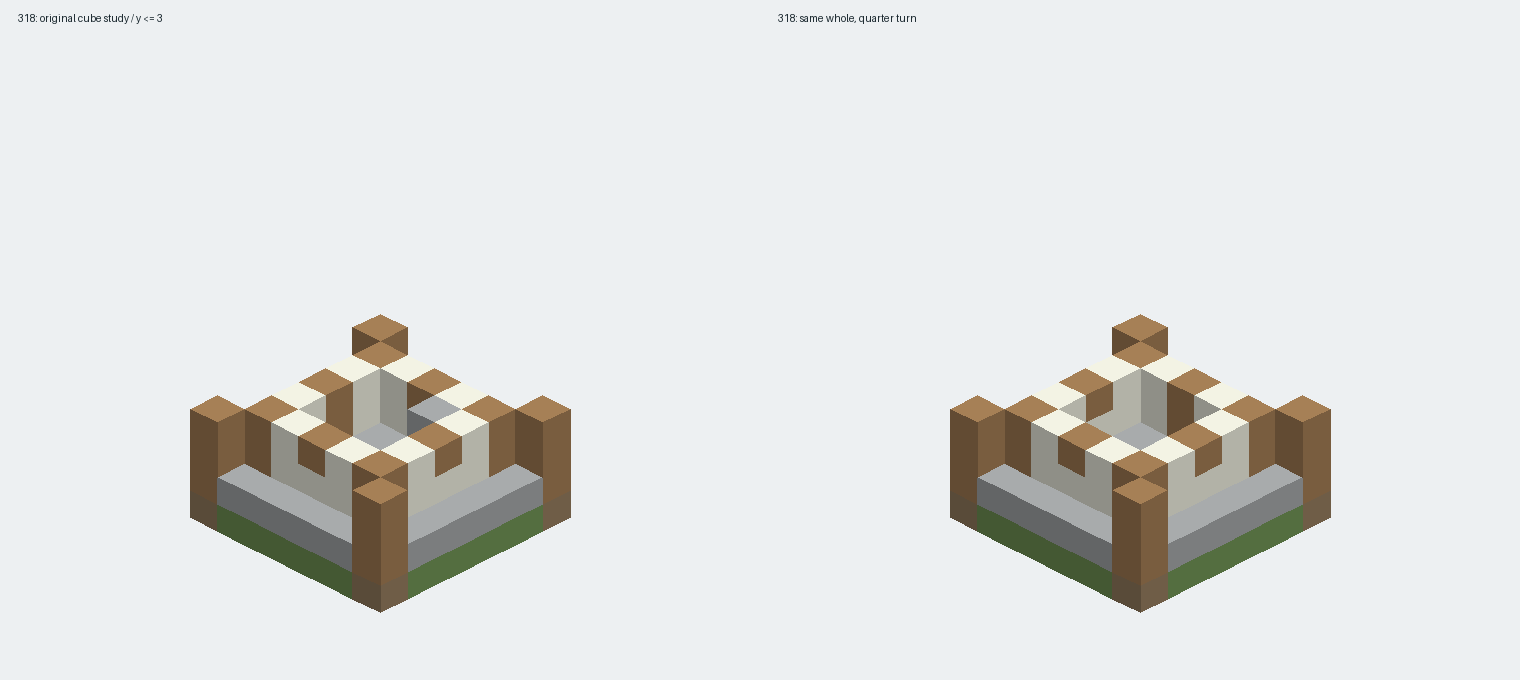 318: original cube study / y <= 3
318: same whole, quarter turn